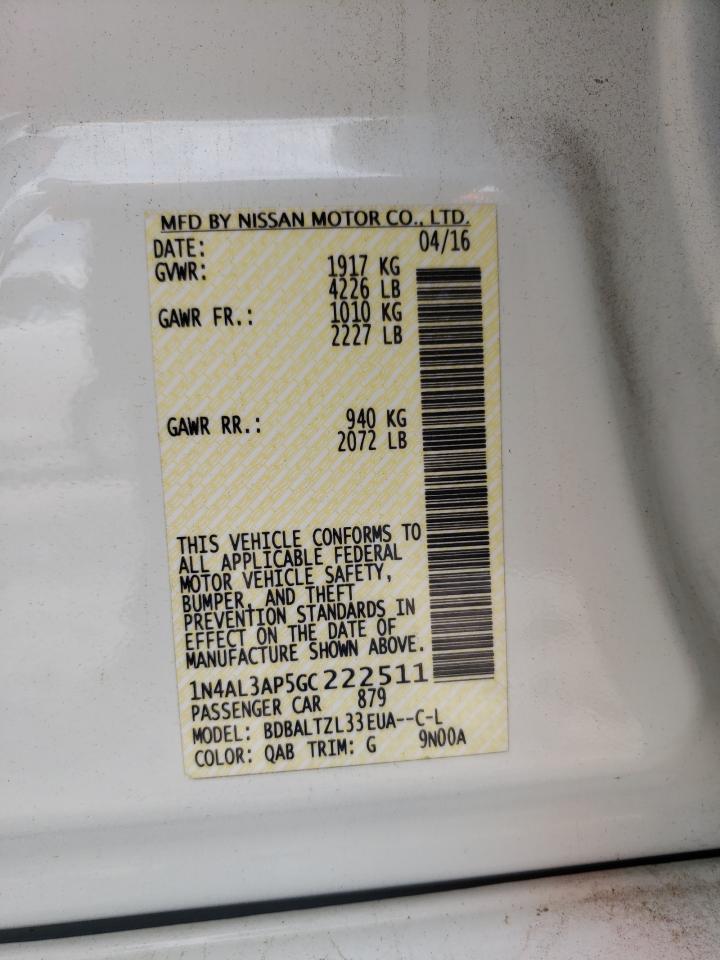 MFD BY NISSAN MOTOR CO., LTD.
DATE: 04/16
GVWR: 1917 KG
4226 LB
GAWR FR.: 1010 KG
2227 LB
GAWR RR.: 940 KG
2072 LB
THIS VEHICLE CONFORMS TO
ALL APPLICABLE FEDERAL
MOTOR VEHICLE SAFETY,
BUMPER, AND THEFT
PREVENTION STANDARDS IN
EFFECT ON THE DATE OF
MANUFACTURE SHOWN ABOVE.
1N4AL3AP5GC222511
PASSENGER CAR 879
MODEL: BDBALTZL33EUA--C-L
COLOR: QAB TRIM: G 9N00A